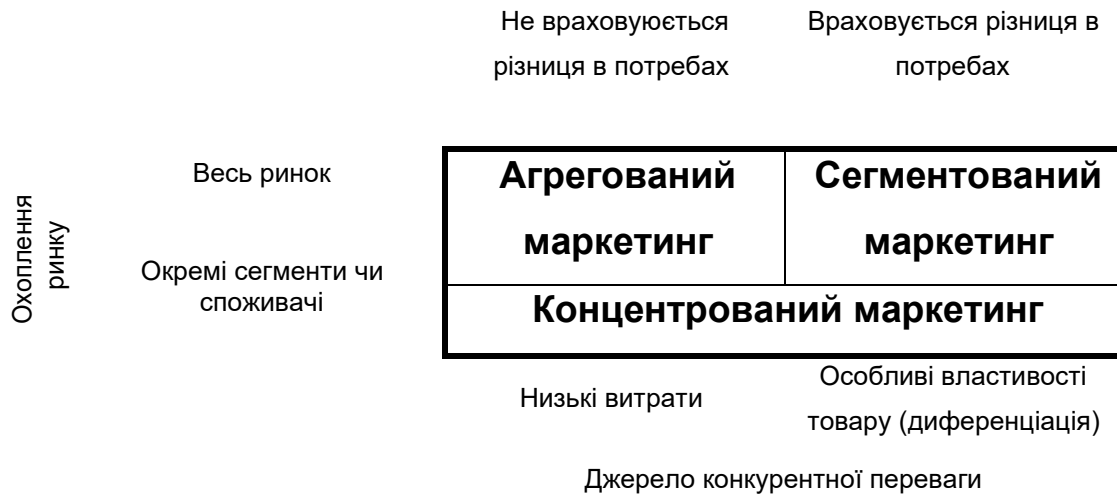 Не враховуюється
різниця в потребах
Враховується різниця в
потребах
Охоплення
ринку
Весь ринок
Агрегований
маркетинг
Сегментований
маркетинг
Окремі сегменти чи
споживачі
Концентрований маркетинг
Низькі витрати
Особливі властивості
товару (диференціація)
Джерело конкурентної переваги